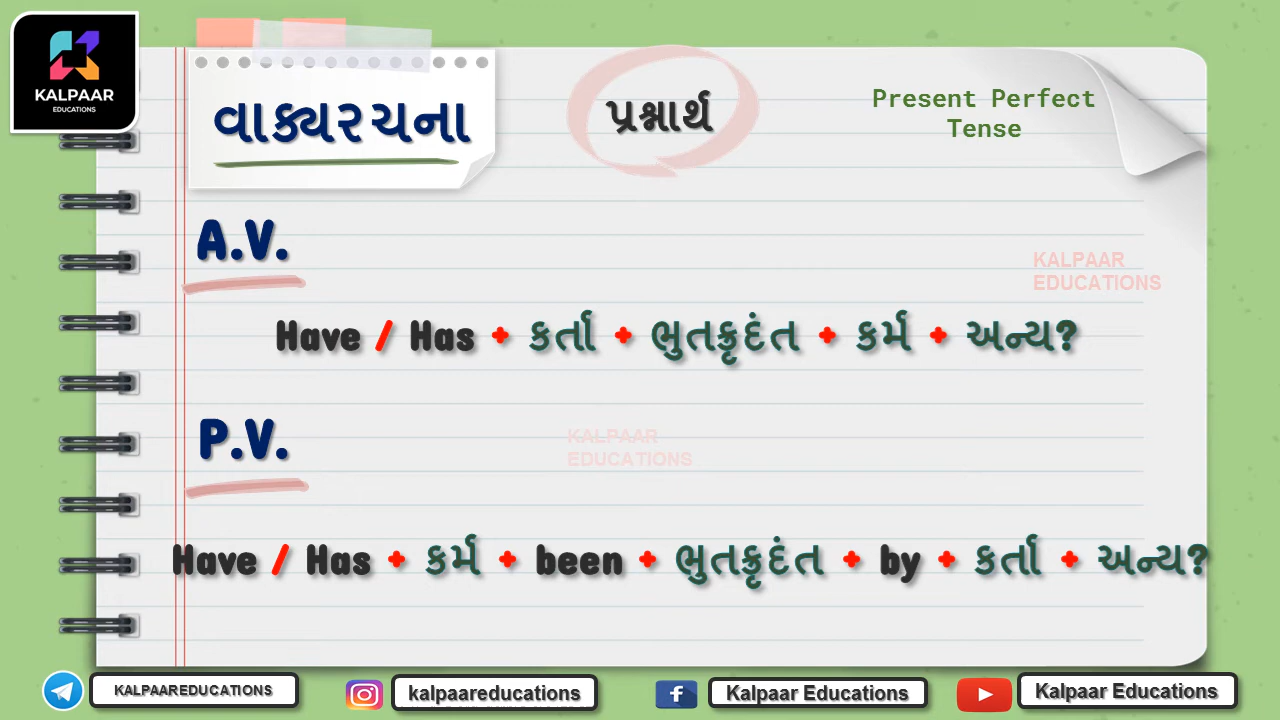 KALPAAR
EDUCATIONS
વાક્યરચના
પ્રશ્નાર્થ
Present Perfect
Tense
A.V.
KALPAAR
EDUCATIONS
Have / Has + કર્તા + ભુતકૃદંત + કર્મ + અન્ય?
P.V.
KALPAAR
EDUCATIONS
Have / Has + કર્મ + been + ભુતકૃદંત + by + કર્તા + અન્ય?
KALPAAREDUCATIONS
kalpaareducations
Kalpaar Educations
Kalpaar Educations